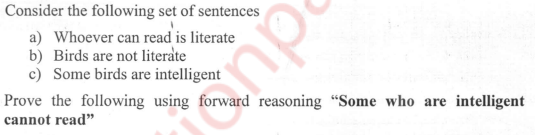 Consider the following set of sentences
a) Whoever can read is literate
b) Birds are not literate
c) Some birds are intelligent
Prove the following using forward reasoning “Some who are intelligent
cannot read”